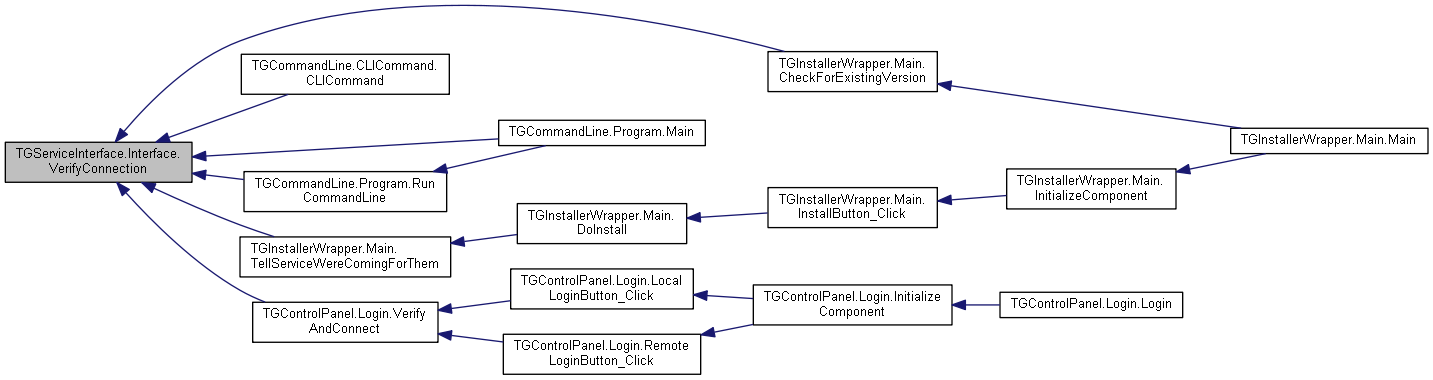 TGServiceInterface.Interface.
VerifyConnection
TGCommandLine.CLICommand.
CLICommand
TGCommandLine.Program.Main
TGCommandLine.Program.Run
CommandLine
TGInstallerWrapper.Main.
TellServiceWereComingForThem
TGControlPanel.Login.Verify
AndConnect
TGInstallerWrapper.Main.
DoInstall
TGControlPanel.Login.Local
LoginButton_Click
TGControlPanel.Login.Remote
LoginButton_Click
TGInstallerWrapper.Main.
CheckForExistingVersion
TGInstallerWrapper.Main.
InstallButton_Click
TGControlPanel.Login.Initialize
Component
TGInstallerWrapper.Main.
InitializeComponent
TGControlPanel.Login.Login
TGInstallerWrapper.Main.Main